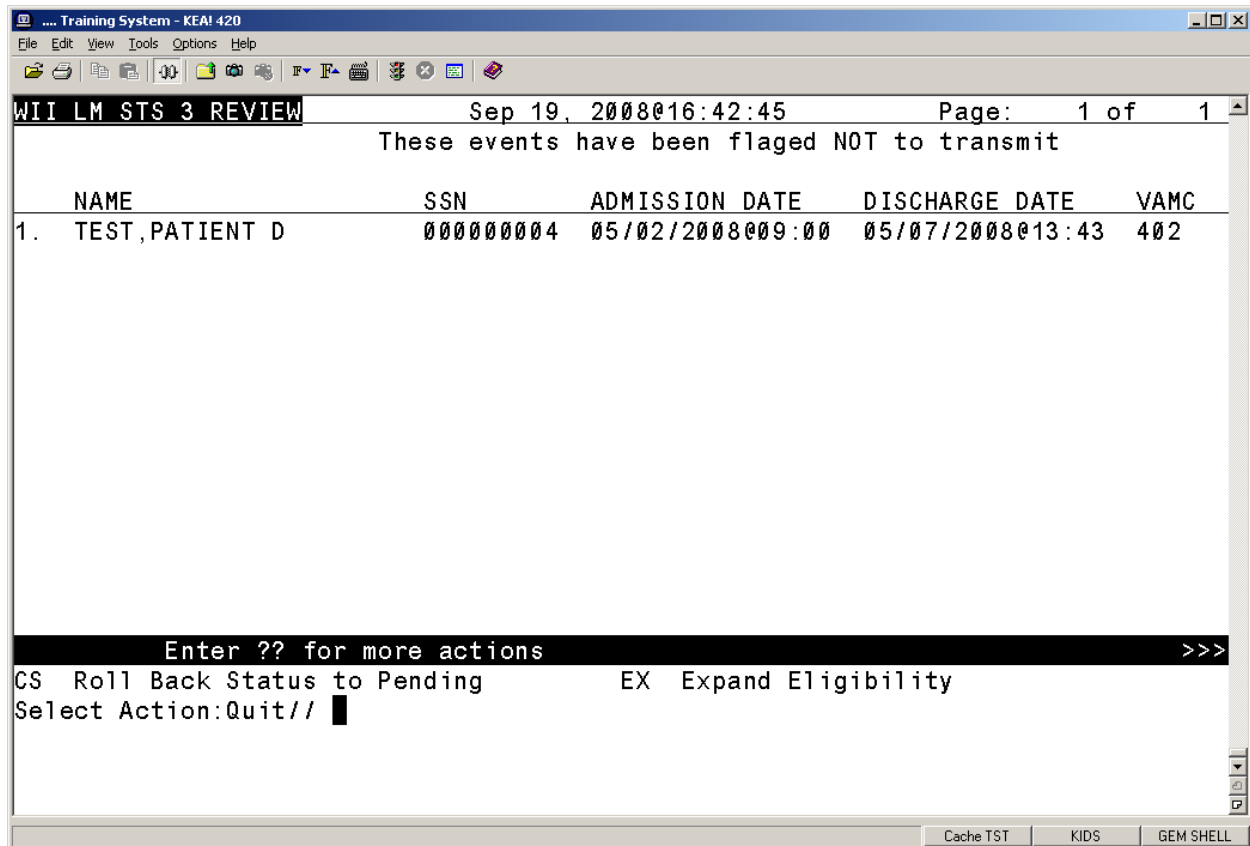 .... Training System - KEA! 420
File Edit View Tools Options Help
WII LM STS 3 REVIEW Sep 19, 2008@16:42:45 Page: 1 of 1
These events have been flaged NOT to transmit
NAME SSN ADMISSION DATE DISCHARGE DATE VAMC
1. TEST,PATIENT D 000000004 05/02/2008@09:00 05/07/2008@13:43 402
Enter ?? for more actions >>>
CS Roll Back Status to Pending EX Expand Eligibility
Select Action:Quit//
Cache TST KIDS GEM SHELL